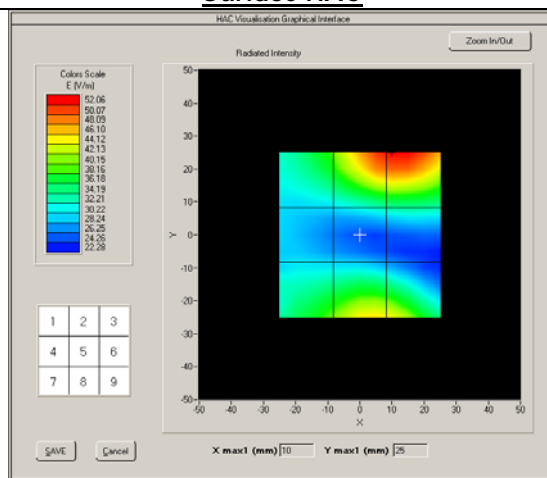 Surface HAC
HAC Visualisation Graphical Interface
Zoom In/Out
Radiated Intensity
Colors Scale
E (V/m)
52.06
50.07
48.09
46.10
44.12
42.13
40.15
38.16
36.18
34.19
32.21
30.22
28.24
26.25
24.26
22.28
50
40
30
20
10
Y 0
-10
-20
-30
-40
-50
-50 -40 -30 -20 -10 0 10 20 30 40 50
X
1 2 3
4 5 6
7 8 9
SAVE Cancel X max1 (mm) 10 Y max1 (mm) 25